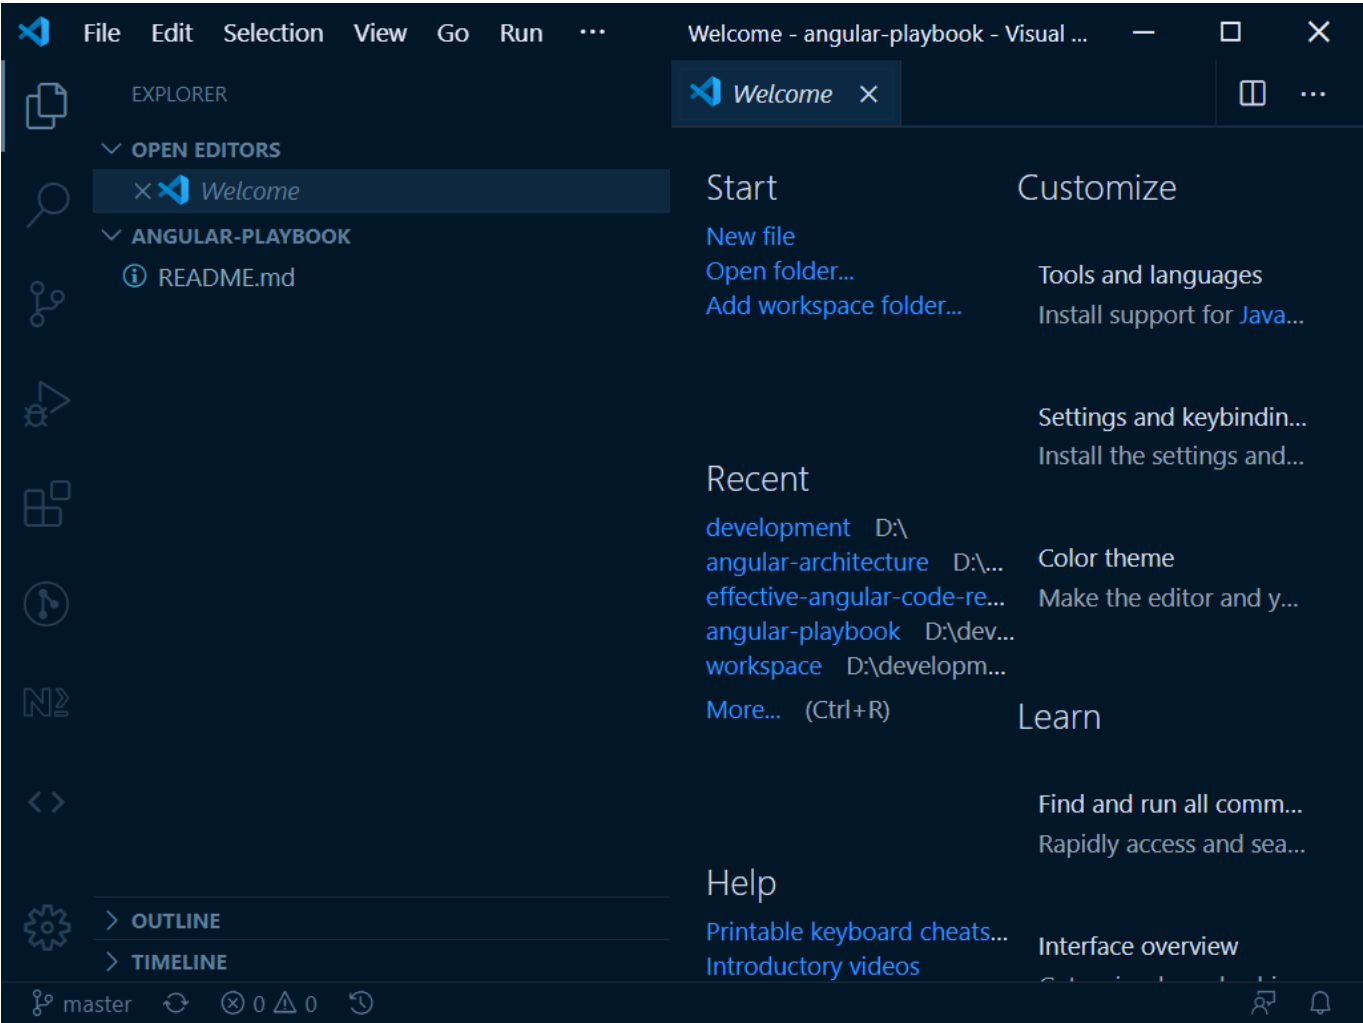 File Edit Selection View Go Run ··· Welcome - angular-playbook - Visual ...
EXPLORER
OPEN EDITORS
Welcome
ANGULAR-PLAYBOOK
README.md
OUTLINE
TIMELINE
Welcome
Start
New file
Open folder...
Add workspace folder...
Recent
development D:\
angular-architecture D:\...
effective-angular-code-re...
angular-playbook D:\dev...
workspace D:\developm...
More... (Ctrl+R)
Help
Printable keyboard cheats...
Introductory videos
Customize
Tools and languages
Install support for Java...
Settings and keybindin...
Install the settings and...
Color theme
Make the editor and y...
Learn
Find and run all comm...
Rapidly access and sea...
Interface overview
master 0 0